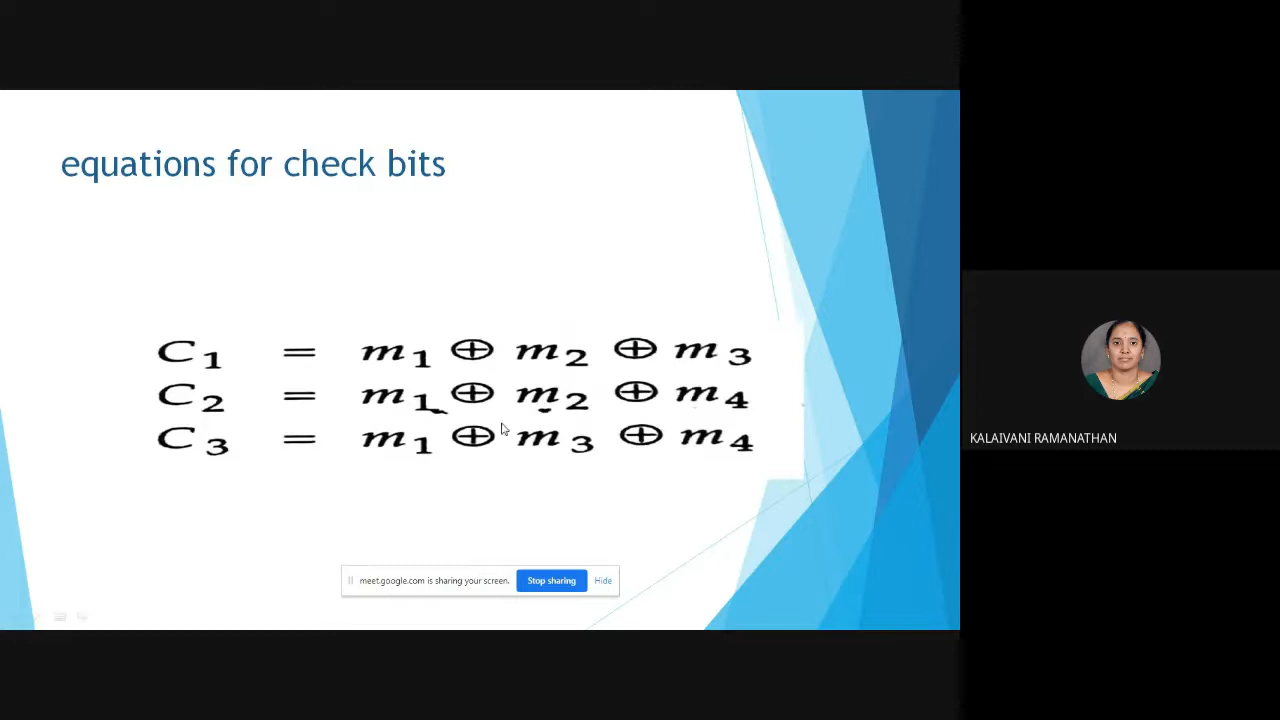 equations for check bits
C₁ = m₁ ⊕ m₂ ⊕ m₃
C₂ = m₁ ⊕ m₂ ⊕ m₄
C₃ = m₁ ⊕ m₃ ⊕ m₄
meet.google.com is sharing your screen. Stop sharing Hide
KALAIVANI RAMANATHAN